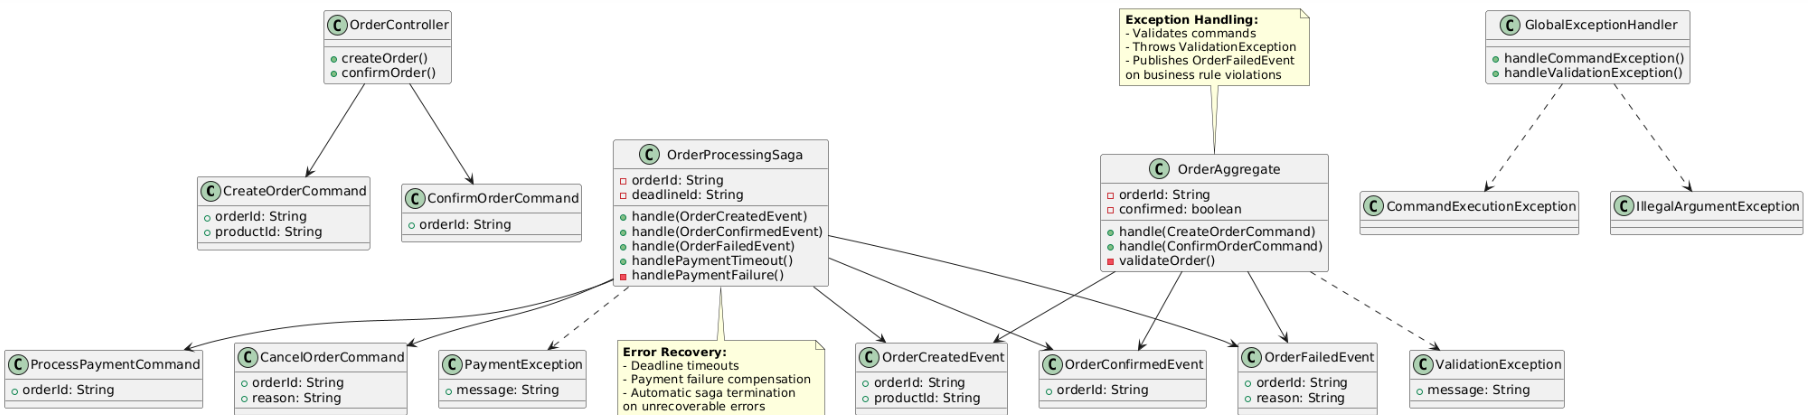 C OrderController
createOrder()
confirmOrder()
Exception Handling:
- Validates commands
- Throws ValidationException
- Publishes OrderFailedEvent
on business rule violations
C GlobalExceptionHandler
handleCommandException()
handleValidationException()
C CreateOrderCommand
orderId: String
productId: String
C ConfirmOrderCommand
orderId: String
C OrderProcessingSaga
orderId: String
deadlineId: String
handle(OrderCreatedEvent)
handle(OrderConfirmedEvent)
handle(OrderFailedEvent)
handlePaymentTimeout()
handlePaymentFailure()
C OrderAggregate
orderId: String
confirmed: boolean
handle(CreateOrderCommand)
handle(ConfirmOrderCommand)
validateOrder()
C CommandExecutionException
C IllegalArgumentException
C ProcessPaymentCommand
orderId: String
C CancelOrderCommand
orderId: String
reason: String
C PaymentException
message: String
Error Recovery:
- Deadline timeouts
- Payment failure compensation
- Automatic saga termination
on unrecoverable errors
C OrderCreatedEvent
orderId: String
productId: String
C OrderConfirmedEvent
orderId: String
C OrderFailedEvent
orderId: String
reason: String
C ValidationException
message: String